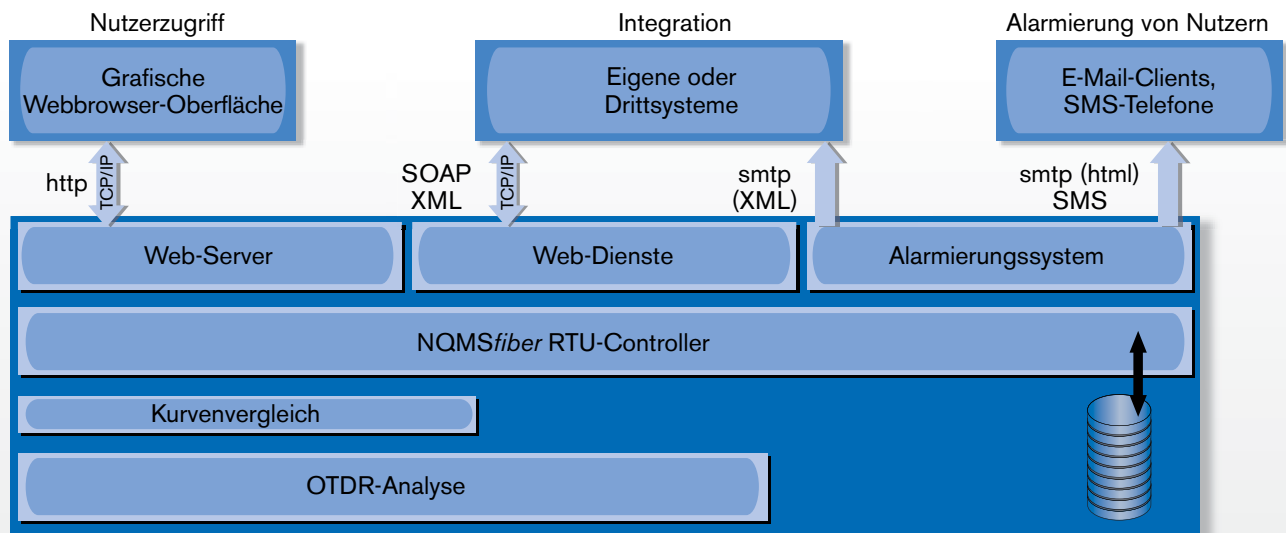 Nutzerzugriff
Integration
Alarmierung von Nutzern
Grafische
Webbrowser-Oberfläche
Eigene oder
Drittsysteme
E-Mail-Clients,
SMS-Telefone
http
TCP/IP
SOAP
XML
TCP/IP
smtp
(XML)
smtp (html)
SMS
Web-Server
Web-Dienste
Alarmierungssystem
NQMSfiber RTU-Controller
Kurvenvergleich
OTDR-Analyse